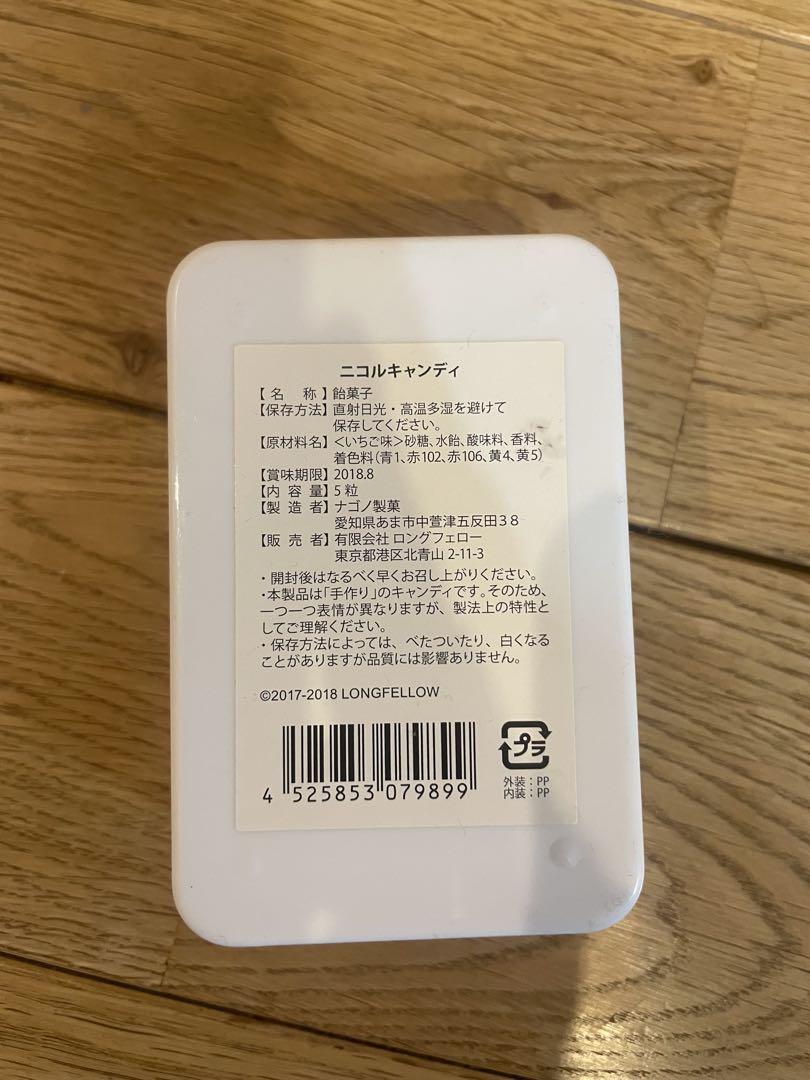 ニコルキャンディ
【名　称】飴菓子
【保存方法】直射日光・高温多湿を避けて
保存してください。
【原材料名】<いちご味>砂糖、水飴、酸味料、香料、
着色料(青1、赤102、赤106、黄4、黄5)
【賞味期限】2018.8
【内 容 量】5 粒
【製 造 者】ナゴノ製菓
愛知県あま市中萱津五反田３８
【販 売 者】有限会社 ロングフェロー
東京都港区北青山 2-11-3
・開封後はなるべく早くお召し上がりください。
・本製品は「手作り」のキャンディです。そのため、
一つ一つ表情が異なりますが、製法上の特性と
してご理解ください。
・保存方法によっては、べたついたり、白くなる
ことがありますが品質には影響ありません。
©2017-2018 LONGFELLOW
プラ
外装：PP
内装：PP
4 525853 079899